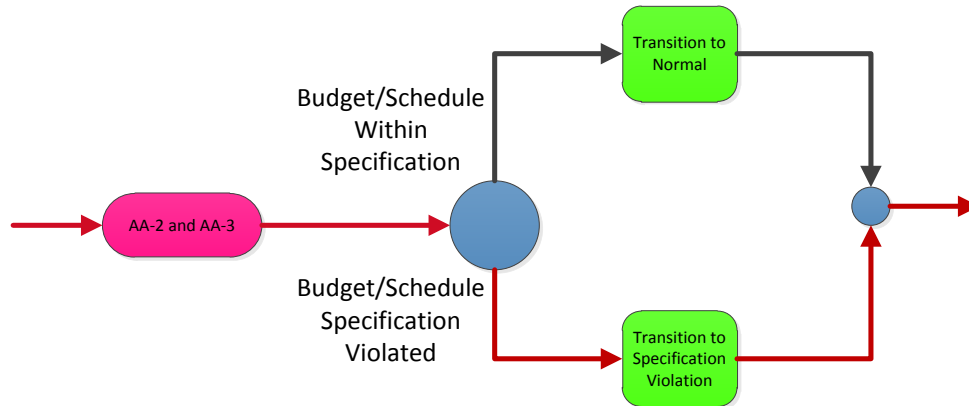 Transition to
Normal
Budget/Schedule
Within
Specification
AA-2 and AA-3
Budget/Schedule
Specification
Violated
Transition to
Specification
Violation